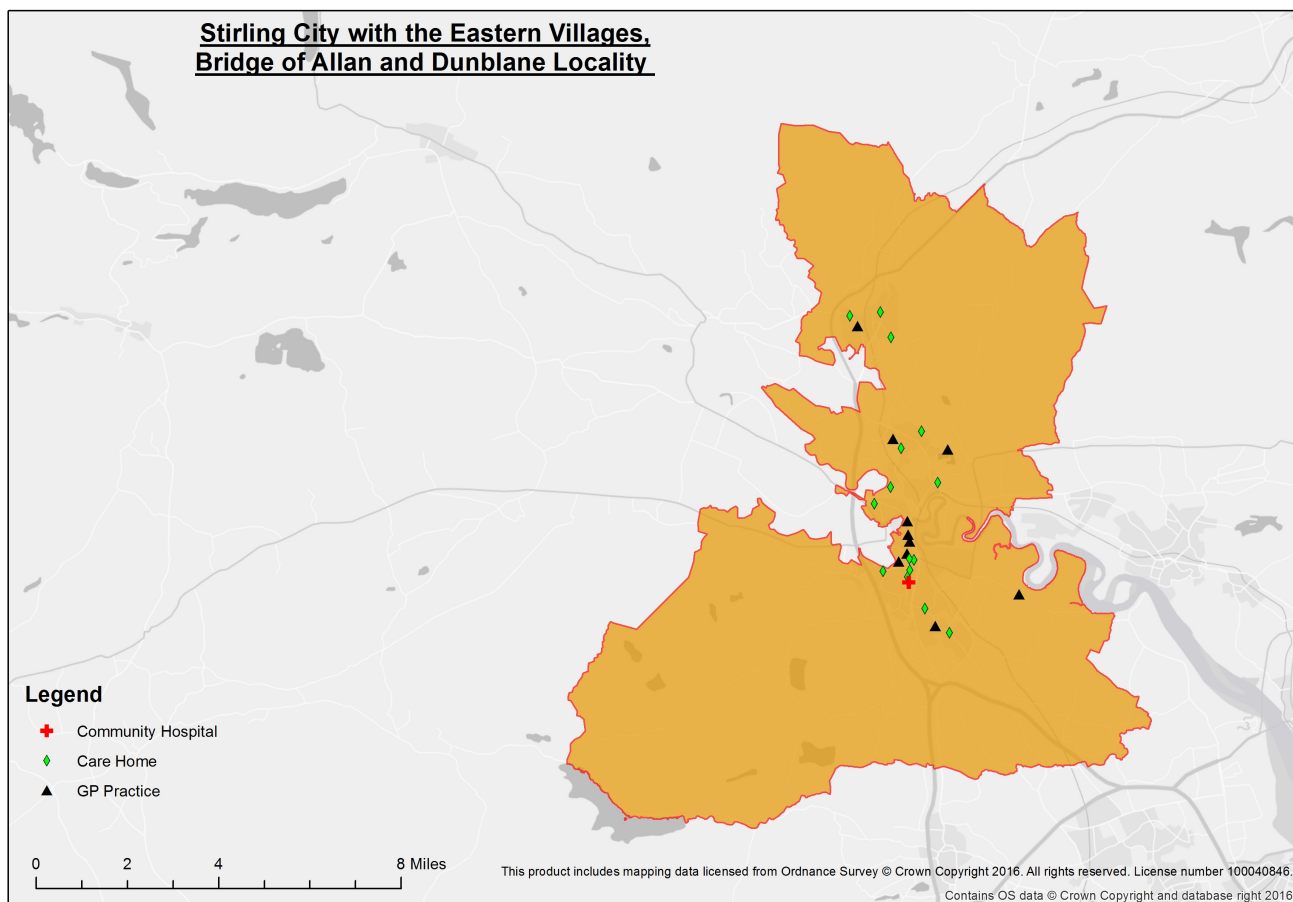 Stirling City with the Eastern Villages,
Bridge of Allan and Dunblane Locality
Legend
Community Hospital
Care Home
GP Practice
0 2 4 8 Miles
This product includes mapping data licensed from Ordnance Survey © Crown Copyright 2016. All rights reserved. License number 100040846.
Contains OS data © Crown Copyright and database right 2016